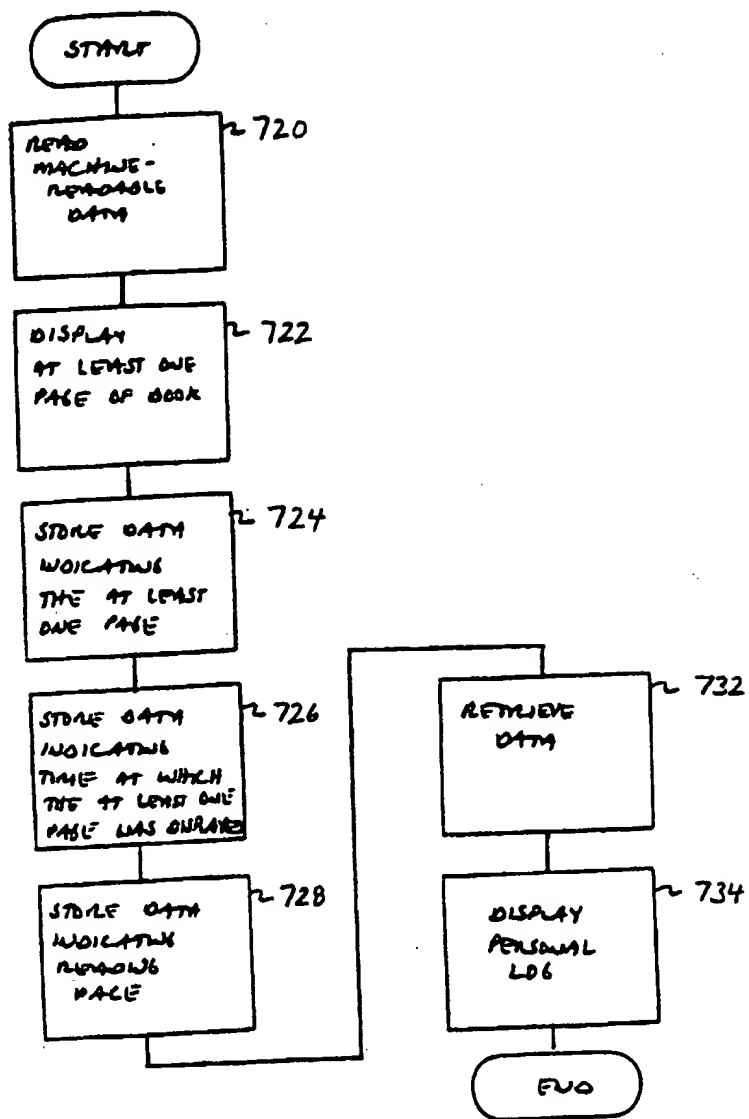 START
720
READ
MACHINE-
READABLE
DATA
722
DISPLAY
AT LEAST ONE
PAGE OF BOOK
724
STORE DATA
INDICATING
THE AT LEAST
ONE PAGE
726
STORE DATA
INDICATING
TIME AT WHICH
THE AT LEAST ONE
PAGE WAS DISPLAYED
728
STORE DATA
INDICATING
READING
PACE
732
RETRIEVE
DATA
734
DISPLAY
PERSONAL
LOG
END